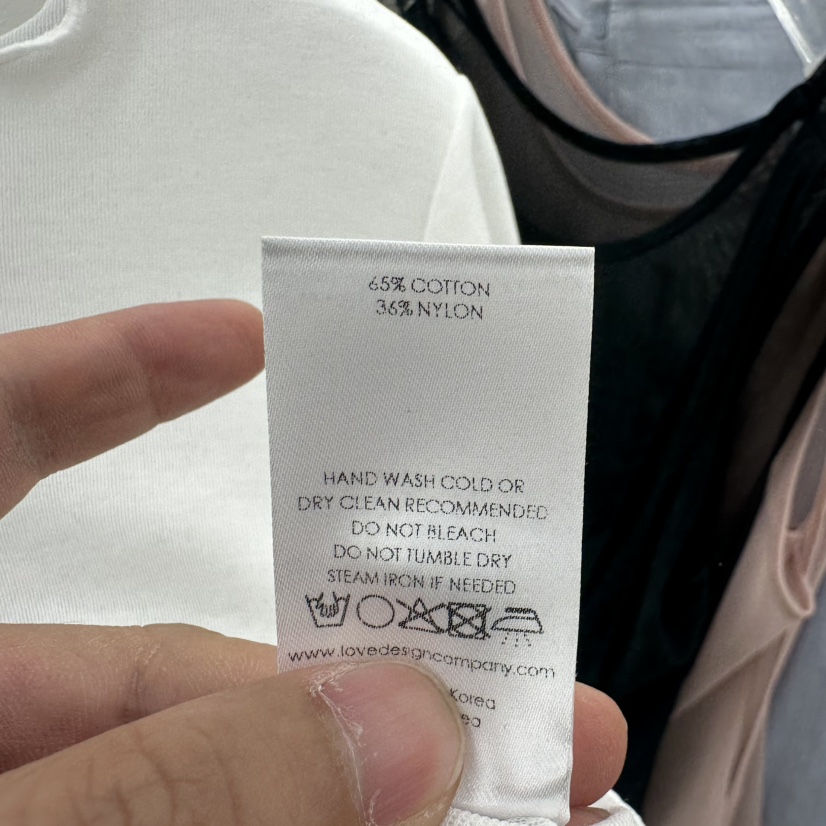 65% COTTON
36% NYLON
HAND WASH COLD OR
DRY CLEAN RECOMMENDED
DO NOT BLEACH
DO NOT TUMBLE DRY
STEAM IRON IF NEEDED
www.lovedesigncompany.com
Korea